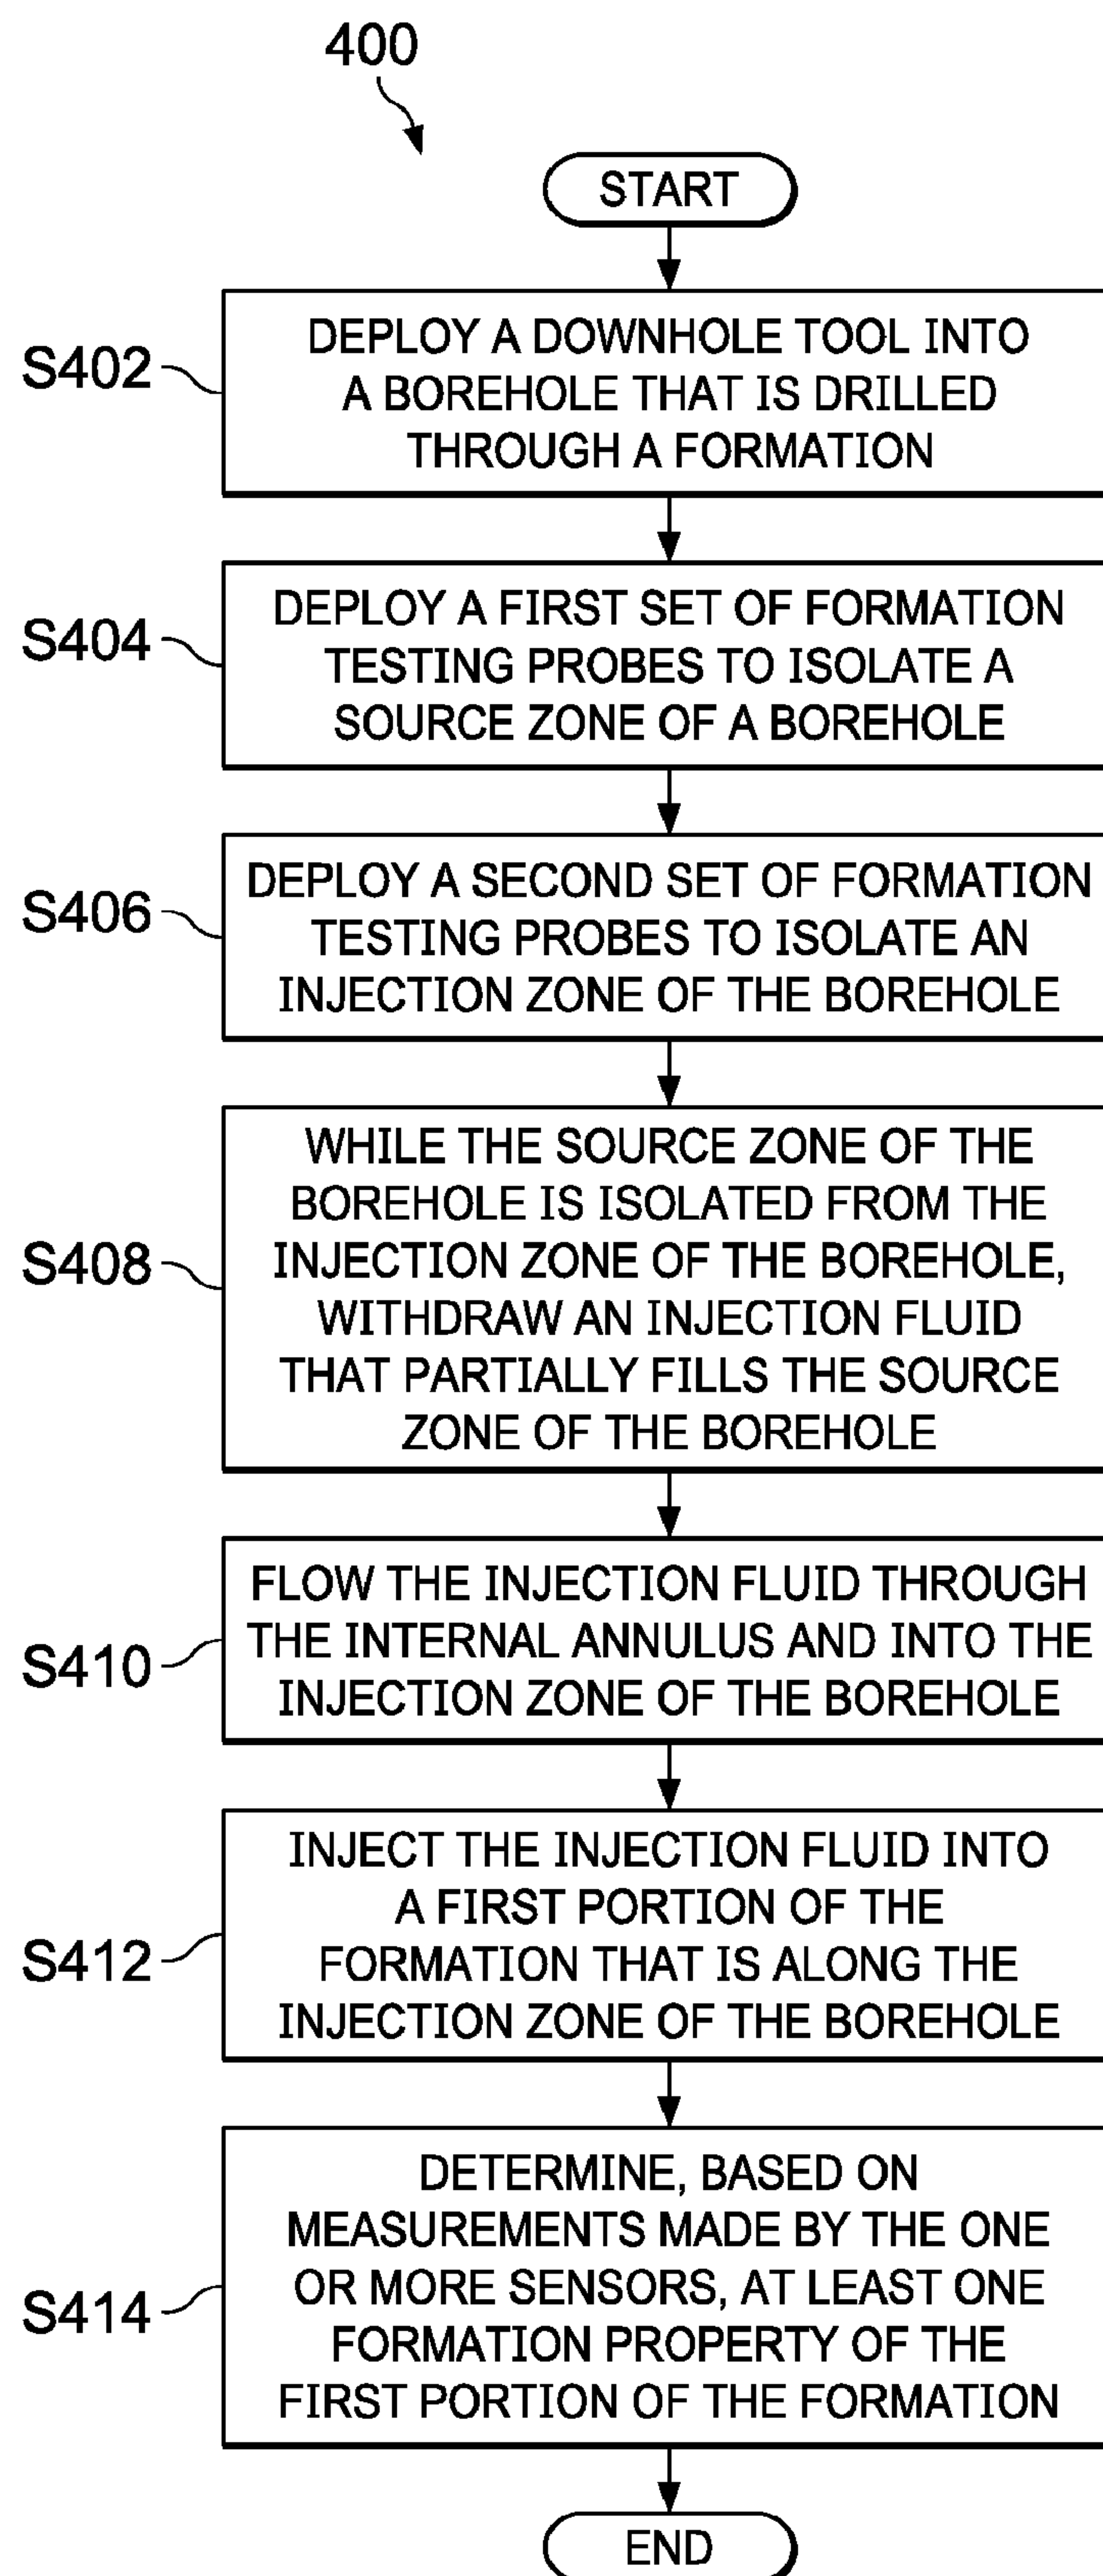 400
START
S402
DEPLOY A DOWNHOLE TOOL INTO
A BOREHOLE THAT IS DRILLED
THROUGH A FORMATION
S404
DEPLOY A FIRST SET OF FORMATION
TESTING PROBES TO ISOLATE A
SOURCE ZONE OF A BOREHOLE
S406
DEPLOY A SECOND SET OF FORMATION
TESTING PROBES TO ISOLATE AN
INJECTION ZONE OF THE BOREHOLE
S408
WHILE THE SOURCE ZONE OF THE
BOREHOLE IS ISOLATED FROM THE
INJECTION ZONE OF THE BOREHOLE,
WITHDRAW AN INJECTION FLUID
THAT PARTIALLY FILLS THE SOURCE
ZONE OF THE BOREHOLE
S410
FLOW THE INJECTION FLUID THROUGH
THE INTERNAL ANNULUS AND INTO THE
INJECTION ZONE OF THE BOREHOLE
S412
INJECT THE INJECTION FLUID INTO
A FIRST PORTION OF THE
FORMATION THAT IS ALONG THE
INJECTION ZONE OF THE BOREHOLE
S414
DETERMINE, BASED ON
MEASUREMENTS MADE BY THE ONE
OR MORE SENSORS, AT LEAST ONE
FORMATION PROPERTY OF THE
FIRST PORTION OF THE FORMATION
END